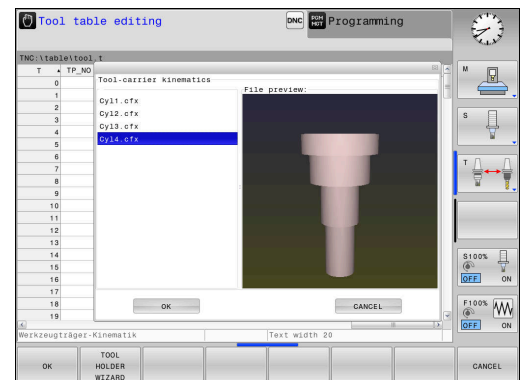 Tool table editing
DNC
PGM
MGT
Programming
TNC:\table\tool.t
T
TP_NO
0
1
2
3
4
5
6
7
8
9
10
11
12
13
14
15
16
17
18
19
Tool-carrier kinematics
Cyl1.cfx
Cyl2.cfx
Cyl3.cfx
Cyl4.cfx
File preview:
OK
CANCEL
Werkzeugträger-Kinematik
Text width 20
OK
TOOL
HOLDER
WIZARD
CANCEL
M
S
T
S100%
OFF
ON
F100%
OFF
ON